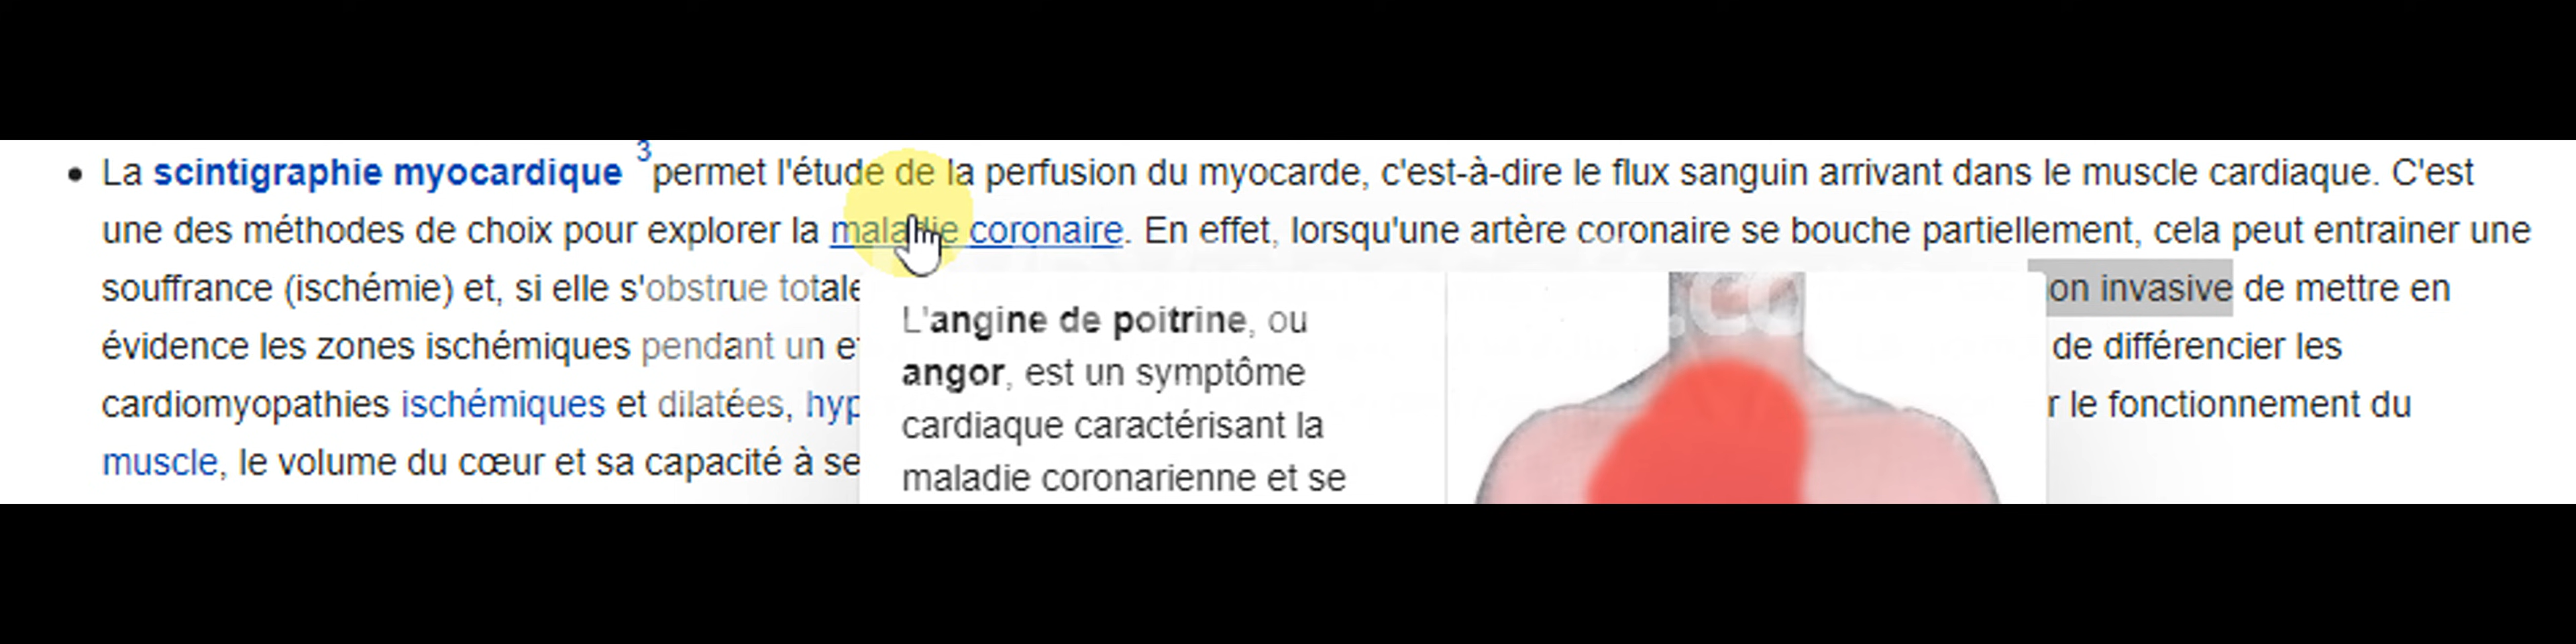 • La scintigraphie myocardique ³permet l'étude de la perfusion du myocarde, c'est-à-dire le flux sanguin arrivant dans le muscle cardiaque. C'est
une des méthodes de choix pour explorer la maladie coronaire. En effet, lorsqu'une artère coronaire se bouche partiellement, cela peut entrainer une
souffrance (ischémie) et, si elle s'obstrue totale on invasive de mettre en
évidence les zones ischémiques pendant un ef de différencier les
cardiomyopathies ischémiques et dilatées, hyp r le fonctionnement du
muscle, le volume du cœur et sa capacité à se
L'angine de poitrine, ou
angor, est un symptôme
cardiaque caractérisant la
maladie coronarienne et se